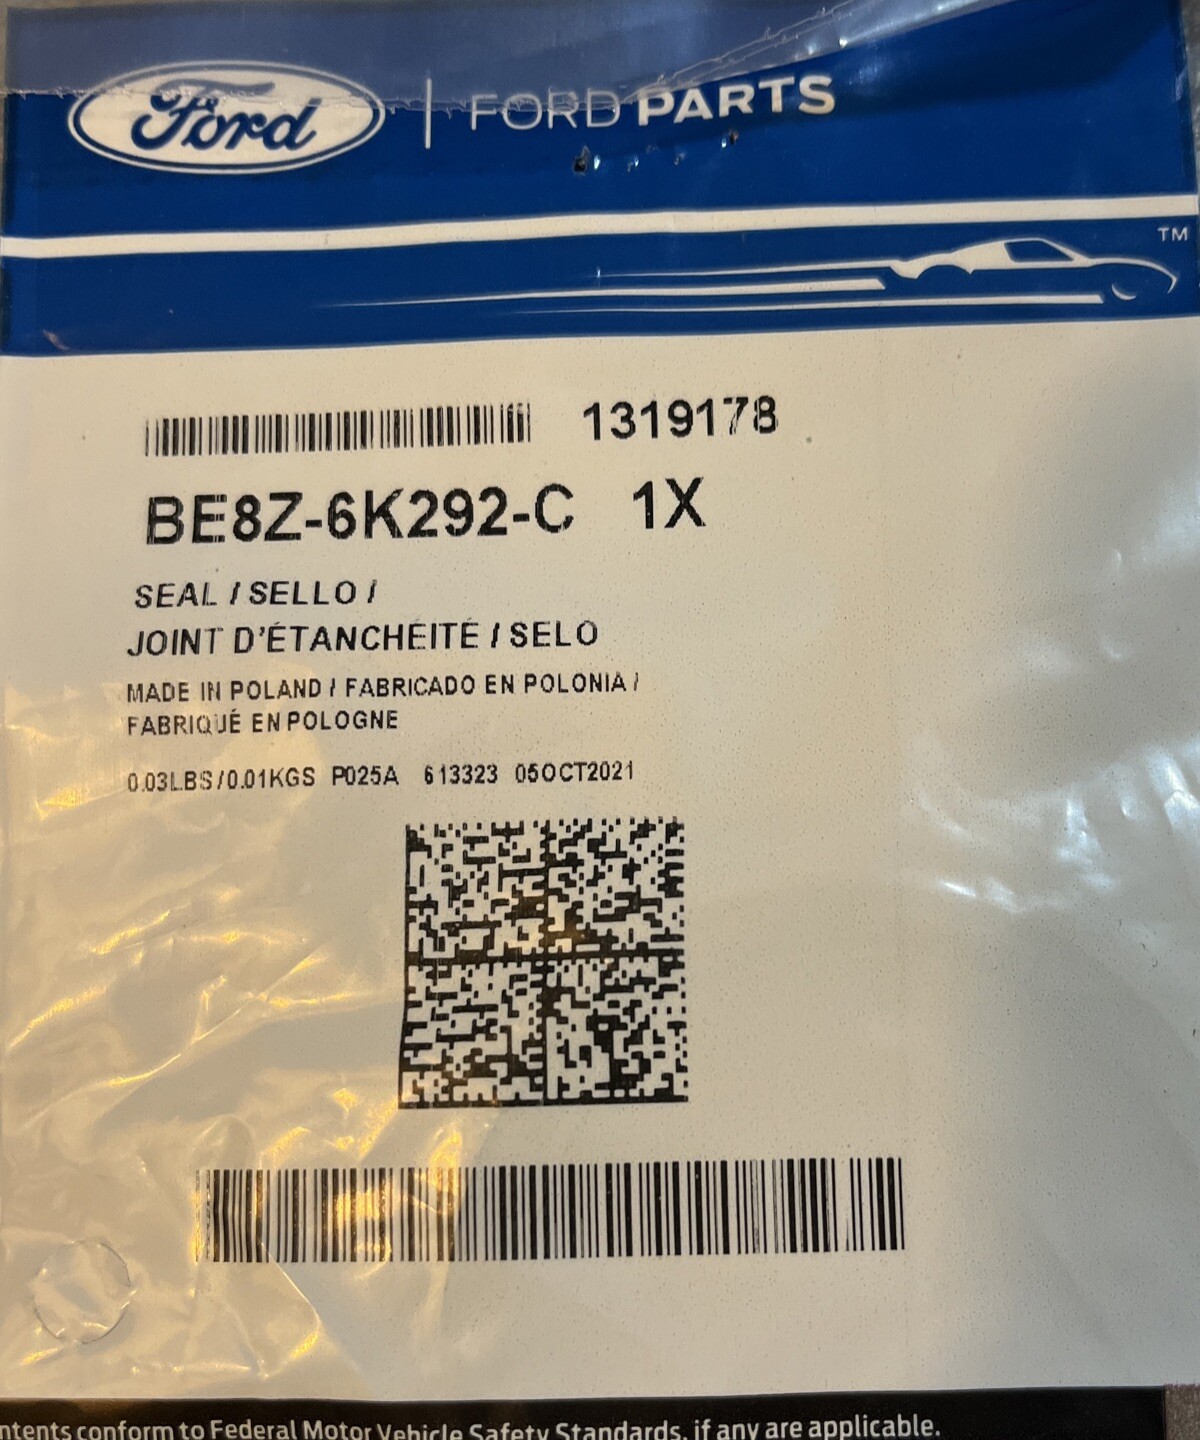 Ford | FORD PARTS
TM
1319178
BE8Z-6K292-C 1X
SEAL / SELLO /
JOINT D'ÉTANCHÉITÉ / SELO
MADE IN POLAND / FABRICADO EN POLONIA /
FABRIQUÉ EN POLOGNE
0.03LBS/0.01KGS P025A 613323 05OCT2021
conform to Federal Motor Vehicle Safety Standards, if any are applicable.